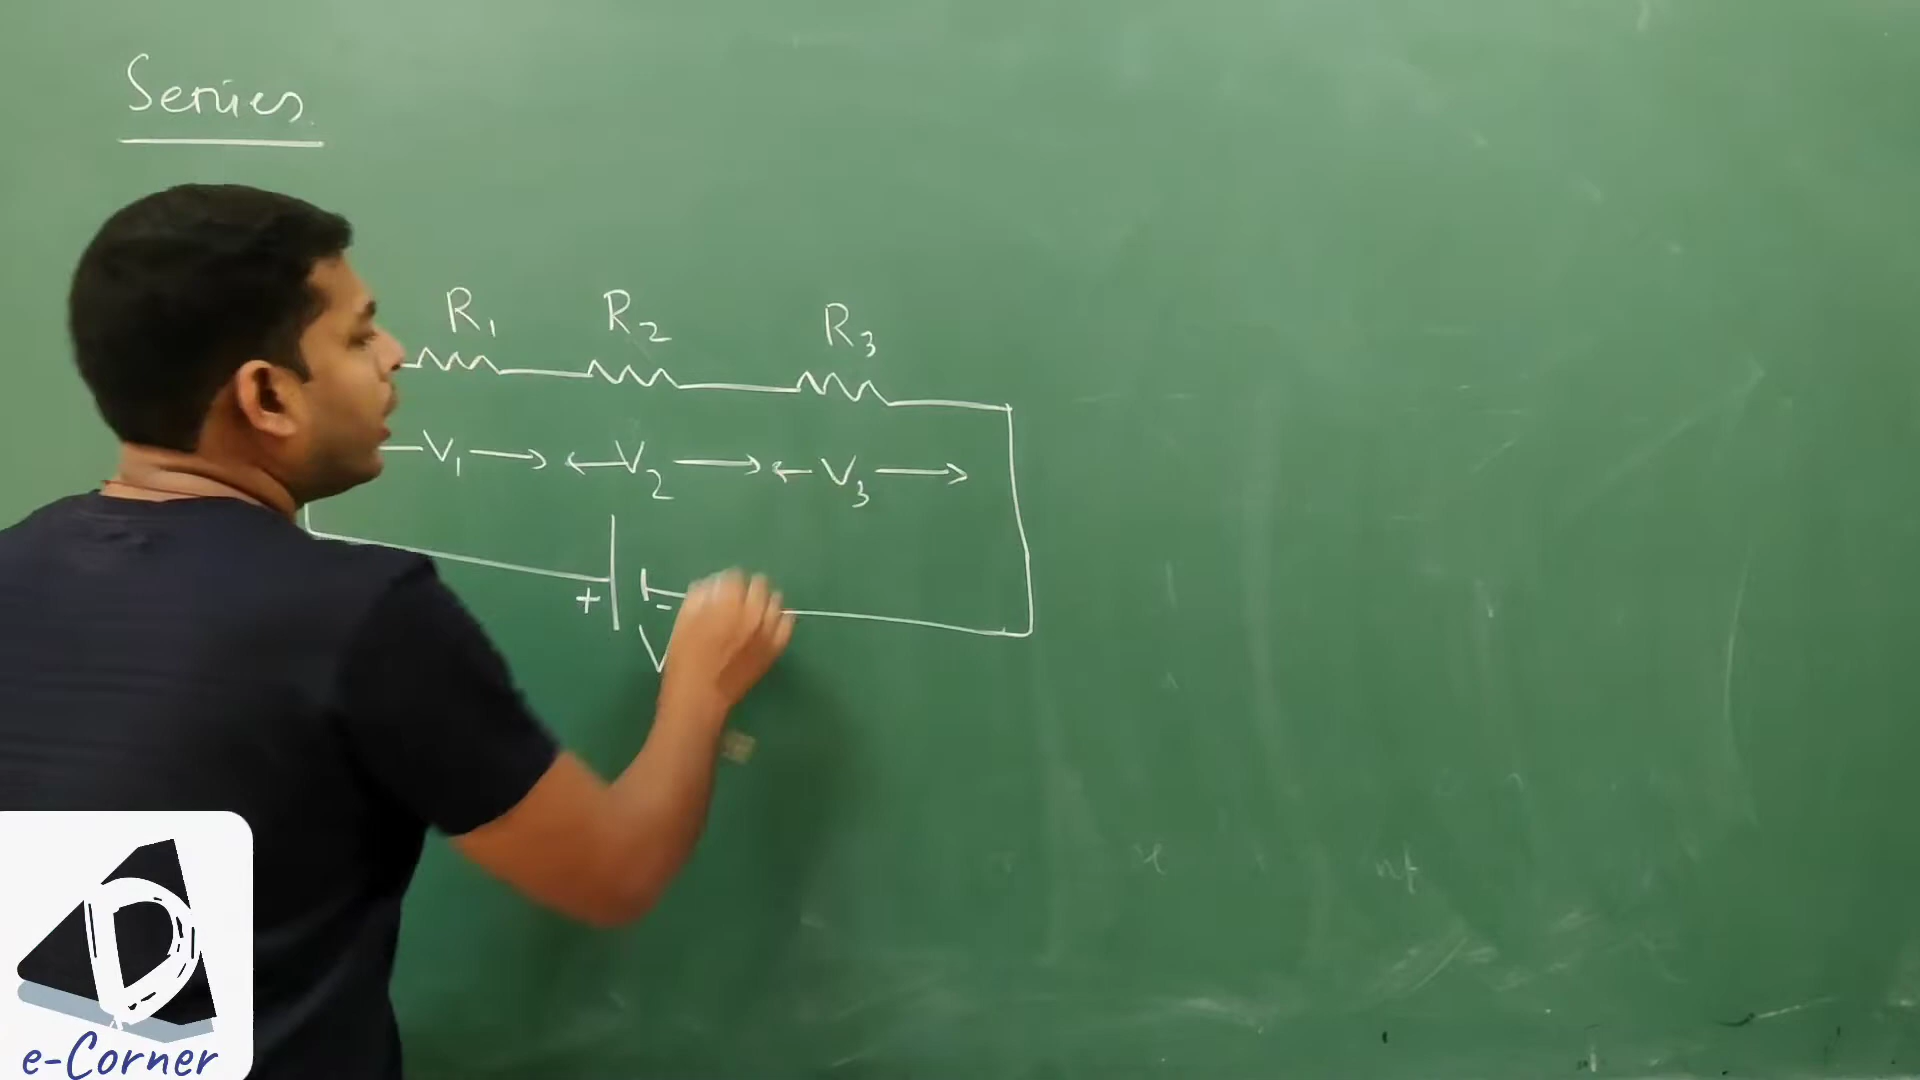 Series.
R1 R2 R3
V1 V2 V3
+ -
V
e-Corner